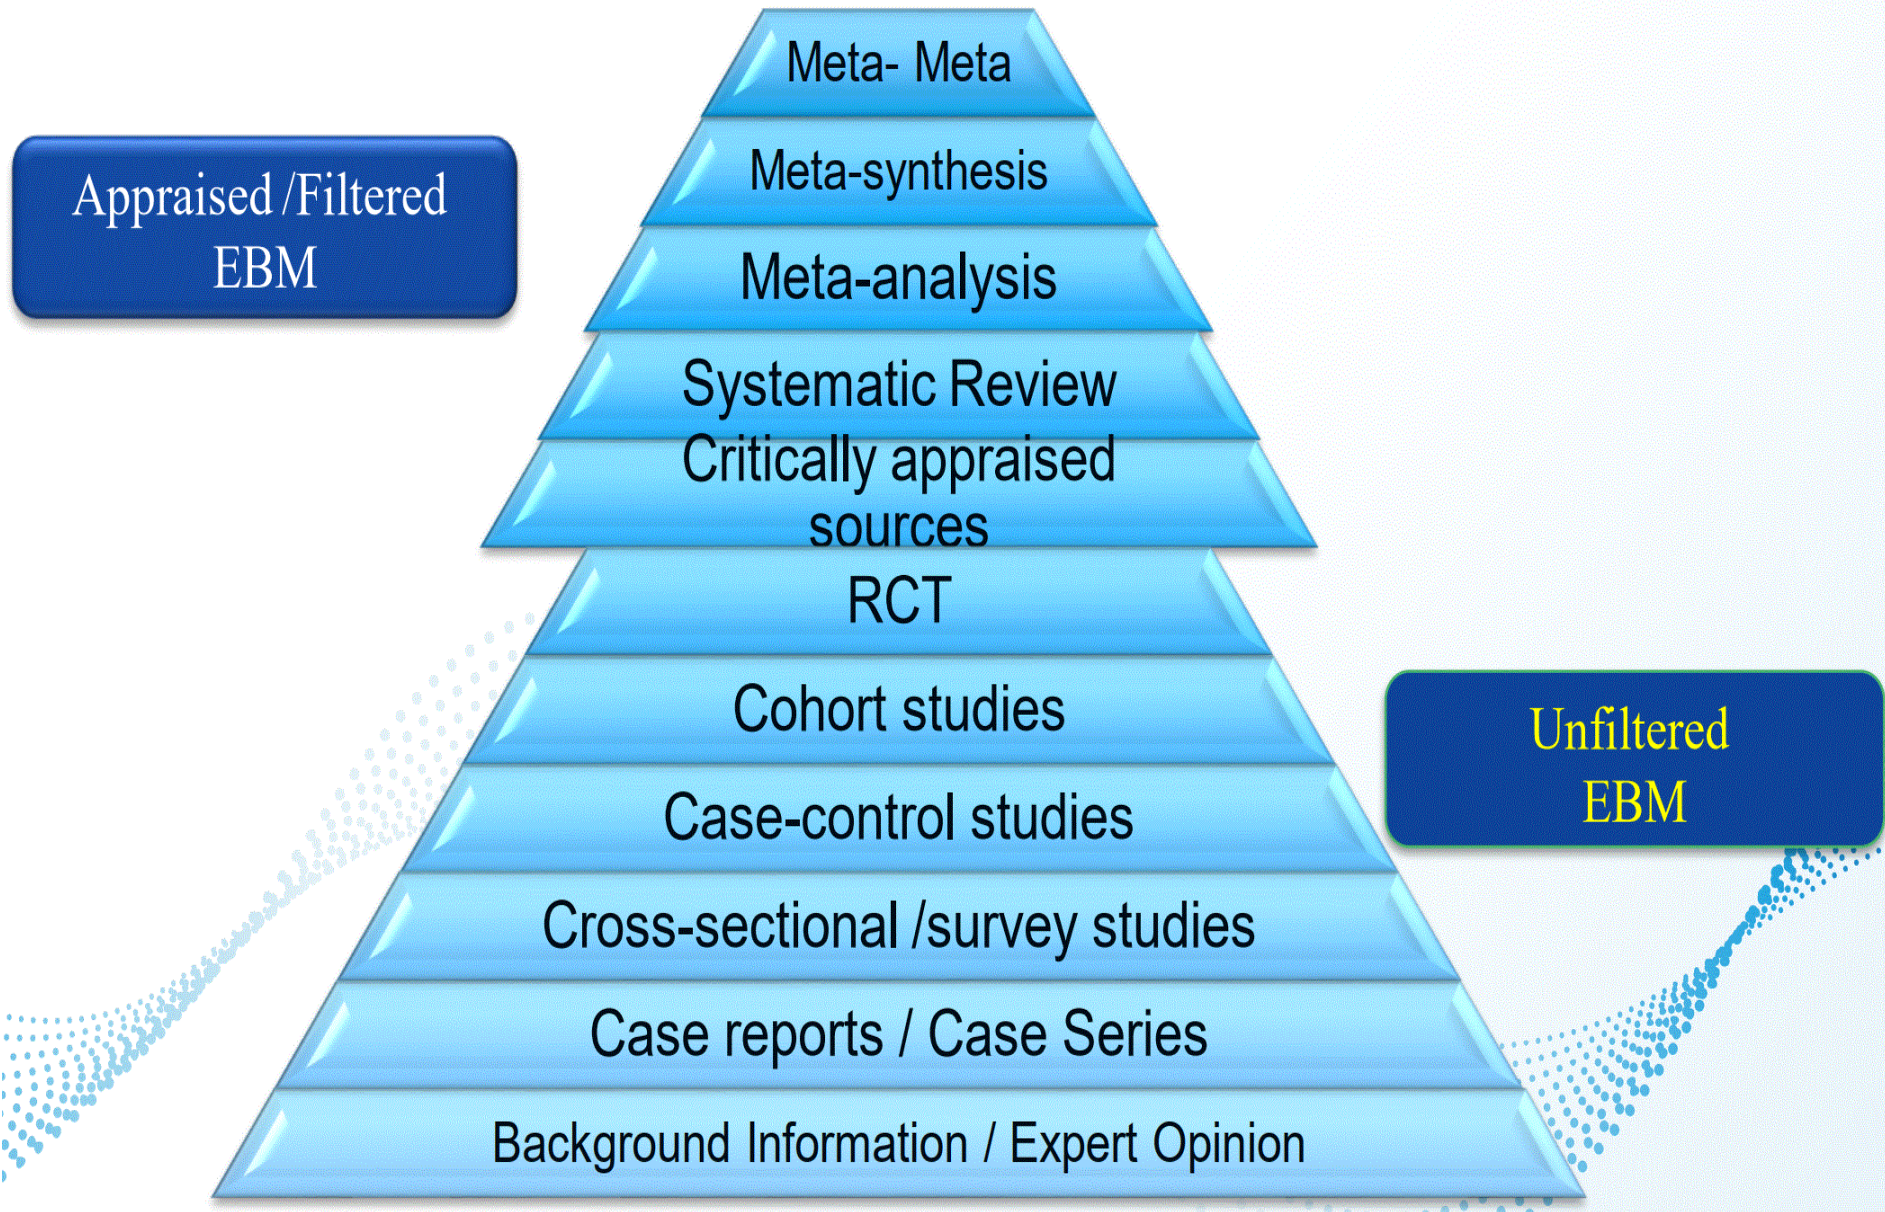 Meta- Meta
Meta-synthesis
Appraised /Filtered
EBM
Meta-analysis
Systematic Review
Critically appraised
sources
RCT
Cohort studies
Unfiltered
EBM
Case-control studies
Cross-sectional /survey studies
Case reports / Case Series
Background Information / Expert Opinion